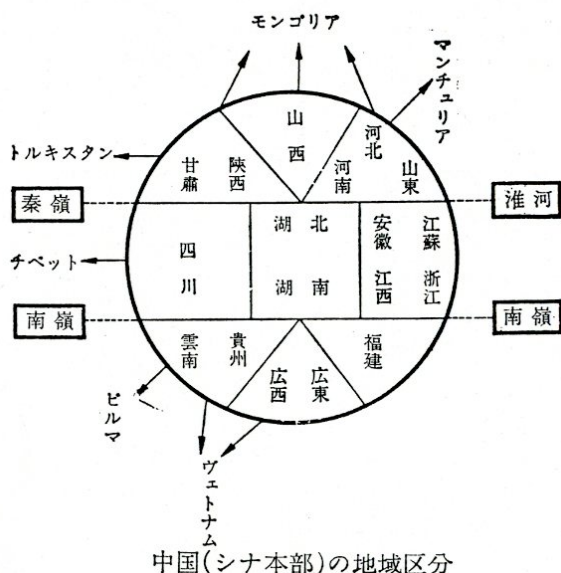 モンゴリア
マンチュリア
トルキスタン
山西
河北
河南
山東
甘肅
陝西
秦嶺
淮河
四川
湖北
湖南
安徽
江蘇
江西
浙江
チベット
南嶺
南嶺
雲南
貴州
広西
広東
福建
ビルマ
ヴェトナム
中国(シナ本部)の地域区分